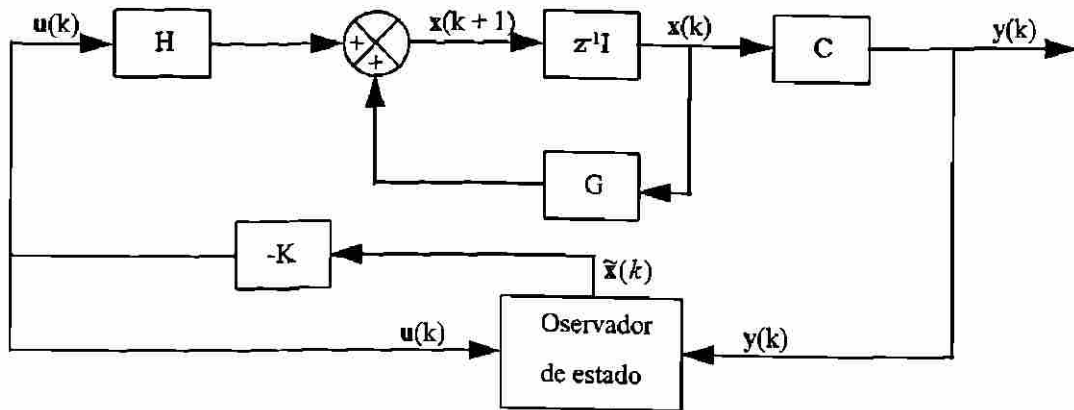 u(k)
H
+
+
x(k + 1)
z⁻¹I
x(k)
C
y(k)
G
-K
x̃(k)
u(k)
Oservador
de estado
y(k)